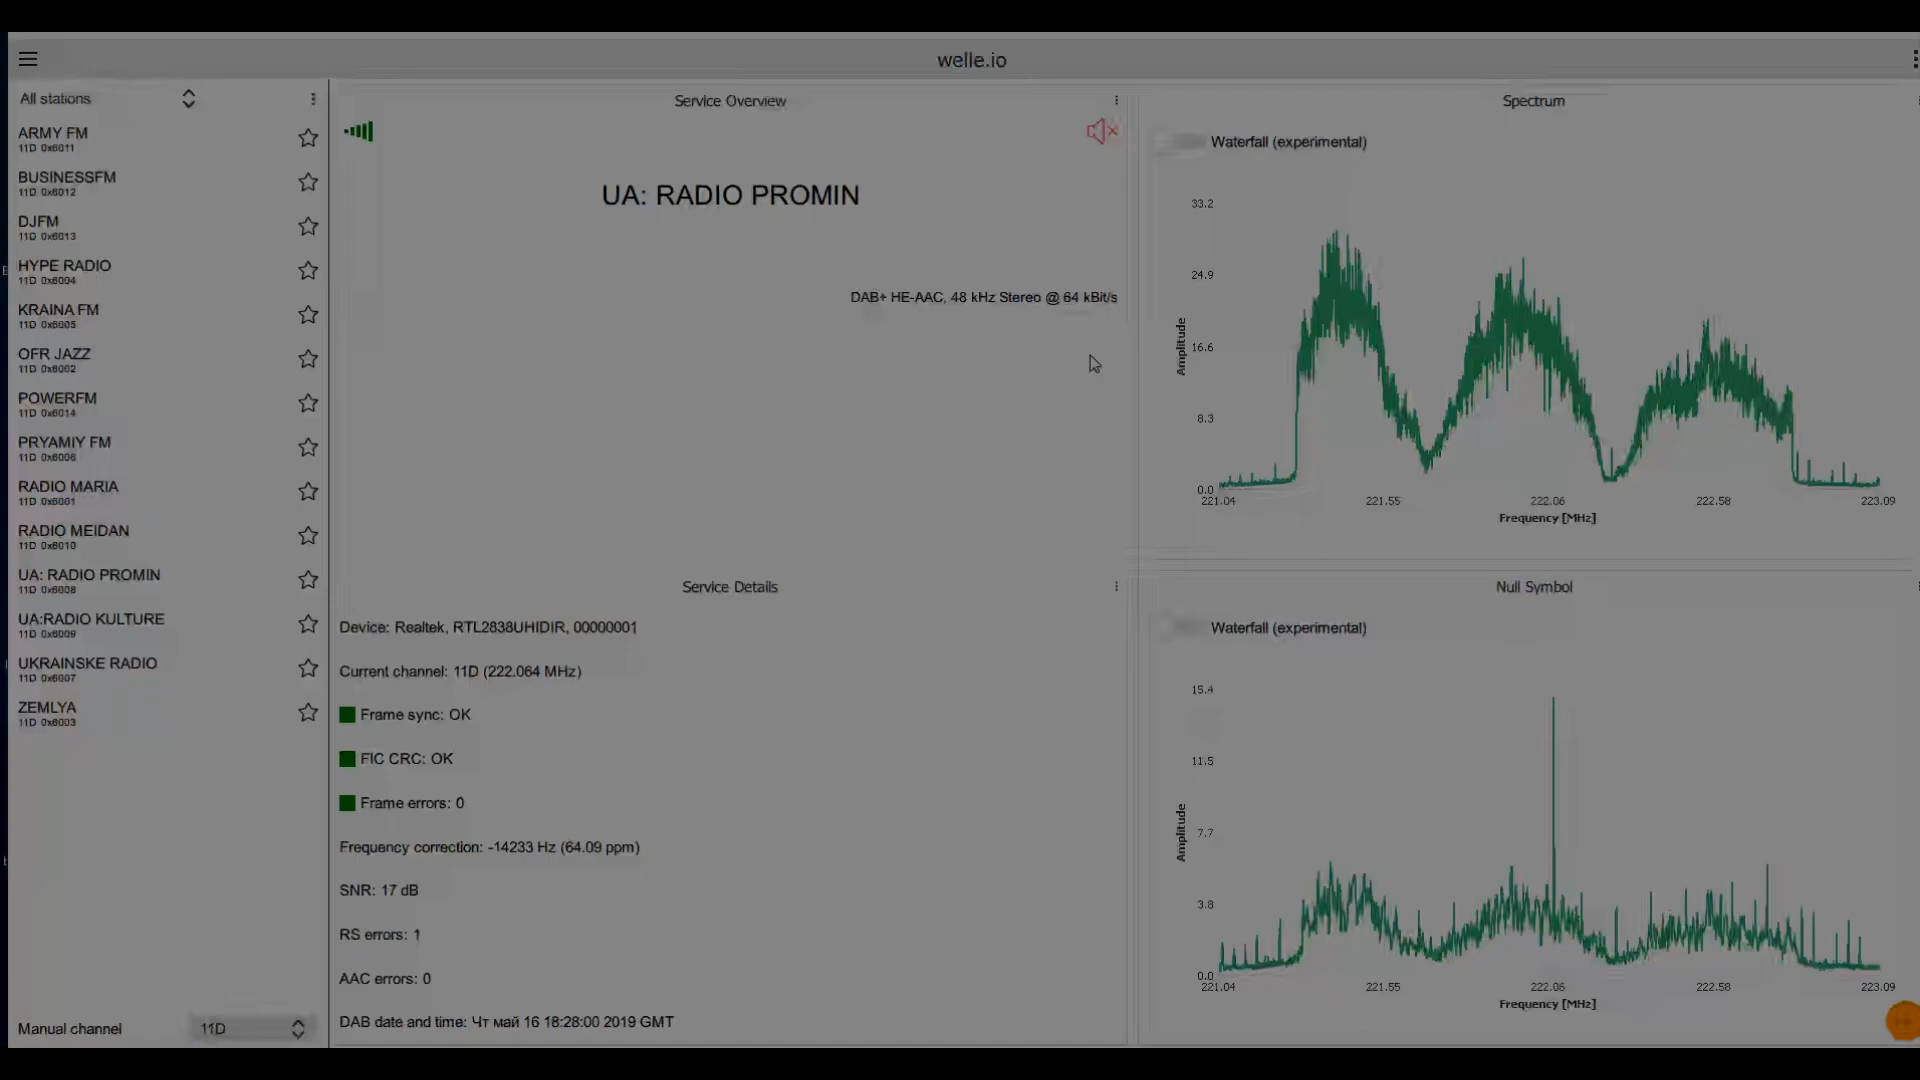 welle.io
All stations
ARMY FM
11D 0x6011
BUSINESSFM
11D 0x6012
DJFM
11D 0x6013
HYPE RADIO
11D 0x6004
KRAINA FM
11D 0x6005
OFR JAZZ
11D 0x6002
POWERFM
11D 0x6014
PRYAMIY FM
11D 0x6006
RADIO MARIA
11D 0x6001
RADIO MEIDAN
11D 0x6010
UA: RADIO PROMIN
11D 0x6008
UA:RADIO KULTURE
11D 0x6009
UKRAINSKE RADIO
11D 0x6007
ZEMLYA
11D 0x6003
Manual channel 11D
Service Overview
UA: RADIO PROMIN
DAB+ HE-AAC, 48 kHz Stereo @ 64 kBit/s
Service Details
Device: Realtek, RTL2838UHIDIR, 00000001
Current channel: 11D (222.064 MHz)
Frame sync: OK
FIC CRC: OK
Frame errors: 0
Frequency correction: -14233 Hz (64.09 ppm)
SNR: 17 dB
RS errors: 1
AAC errors: 0
DAB date and time: Чт май 16 18:28:00 2019 GMT
Spectrum
Waterfall (experimental)
33.2
24.9
16.6
8.3
0.0
Amplitude
221.04 221.55 222.06 222.58 223.09
Frequency [MHz]
Null Symbol
Waterfall (experimental)
15.4
11.5
7.7
3.8
0.0
Amplitude
221.04 221.55 222.06 222.58 223.09
Frequency [MHz]